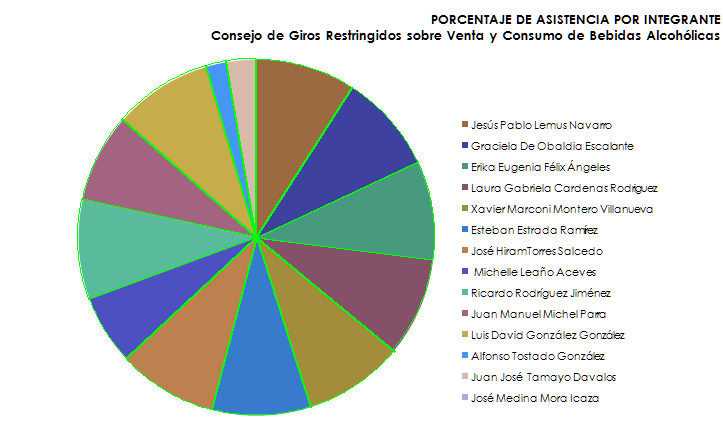 PORCENTAJE DE ASISTENCIA POR INTEGRANTE
Consejo de Giros Restringidos sobre Venta y Consumo de Bebidas Alcohólicas
Jesús Pablo Lemus Navarro
Graciela De Obaldía Escalante
Erika Eugenia Félix Ángeles
Laura Gabriela Cardenas Rodríguez
Xavier Marconi Montero Villanueva
Esteban Estrada Ramírez
José HiramTorres Salcedo
Michelle Leaño Aceves
Ricardo Rodríguez Jiménez
Juan Manuel Michel Parra
Luis David González González
Alfonso Tostado González
Juan José Tamayo Davalos
José Medina Mora Icaza